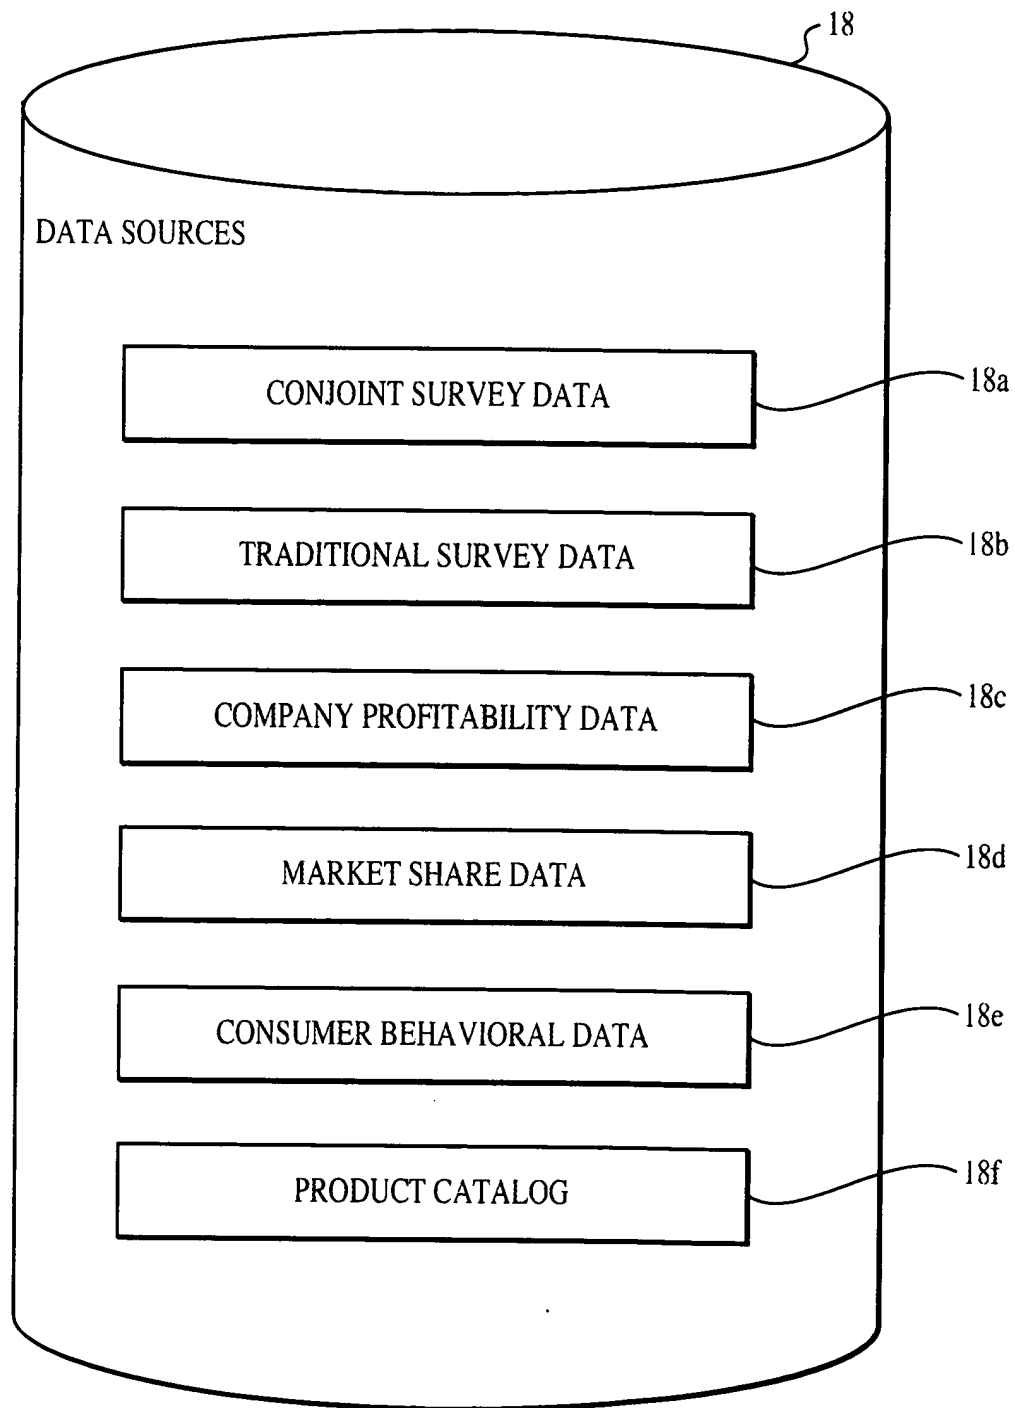 18
DATA SOURCES
CONJOINT SURVEY DATA
18a
TRADITIONAL SURVEY DATA
18b
COMPANY PROFITABILITY DATA
18c
MARKET SHARE DATA
18d
CONSUMER BEHAVIORAL DATA
18e
PRODUCT CATALOG
18f